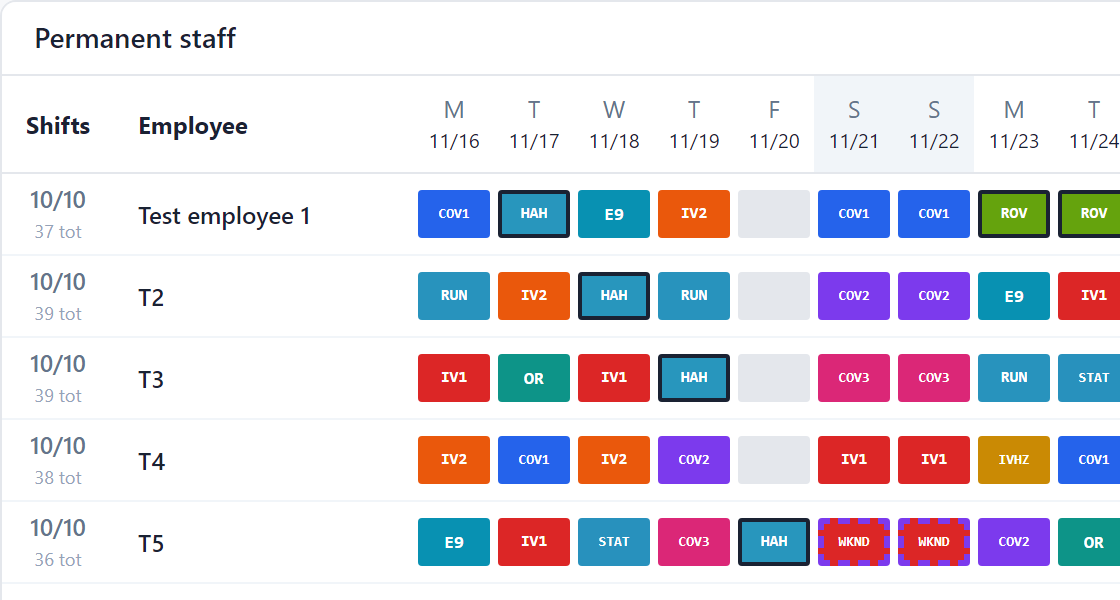 Permanent staff
Shifts Employee M T W T F S S M T
11/16 11/17 11/18 11/19 11/20 11/21 11/22 11/23 11/24
10/10 Test employee 1 COV1 HAH E9 IV2 COV1 COV1 ROV ROV
37 tot
10/10 T2 RUN IV2 HAH RUN COV2 COV2 E9 IV1
39 tot
10/10 T3 IV1 OR IV1 HAH COV3 COV3 RUN STAT
39 tot
10/10 T4 IV2 COV1 IV2 COV2 IV1 IV1 IVHZ COV1
38 tot
10/10 T5 E9 IV1 STAT COV3 HAH WKND WKND COV2 OR
36 tot